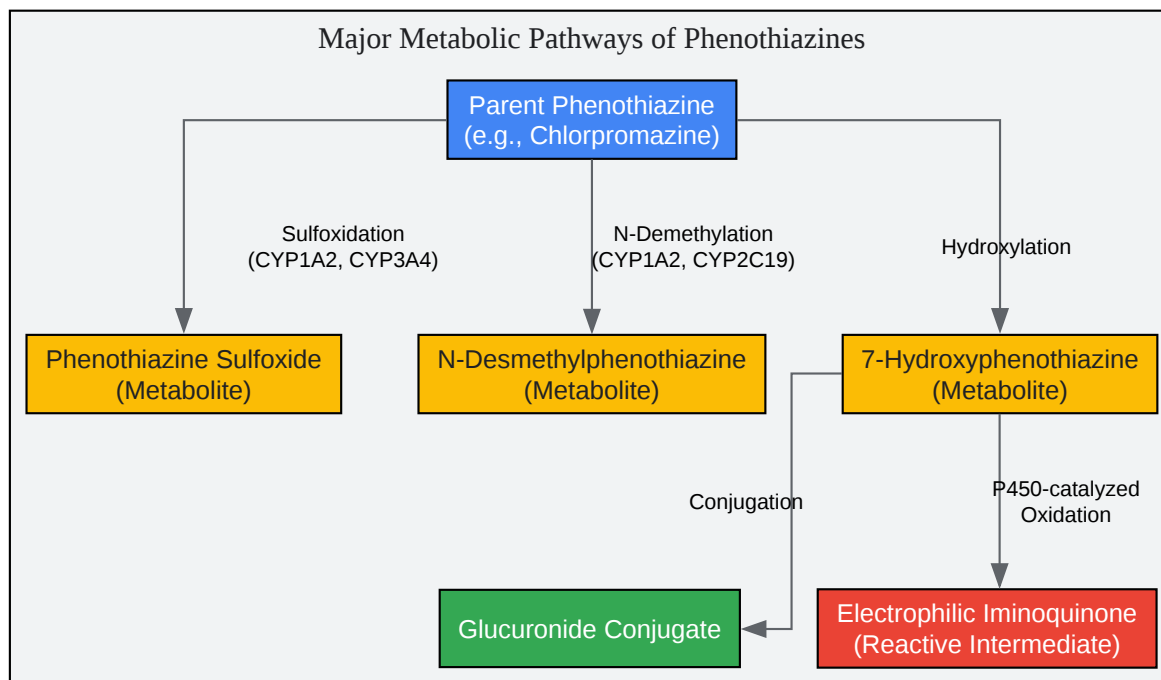 Major Metabolic Pathways of Phenothiazines
Parent Phenothiazine
(e.g., Chlorpromazine)
Sulfoxidation
(CYP1A2, CYP3A4)
N-Demethylation
(CYP1A2, CYP2C19)
Hydroxylation
Phenothiazine Sulfoxide
(Metabolite)
N-Desmethylphenothiazine
(Metabolite)
7-Hydroxyphenothiazine
(Metabolite)
Conjugation
P450-catalyzed
Oxidation
Glucuronide Conjugate
Electrophilic Iminoquinone
(Reactive Intermediate)